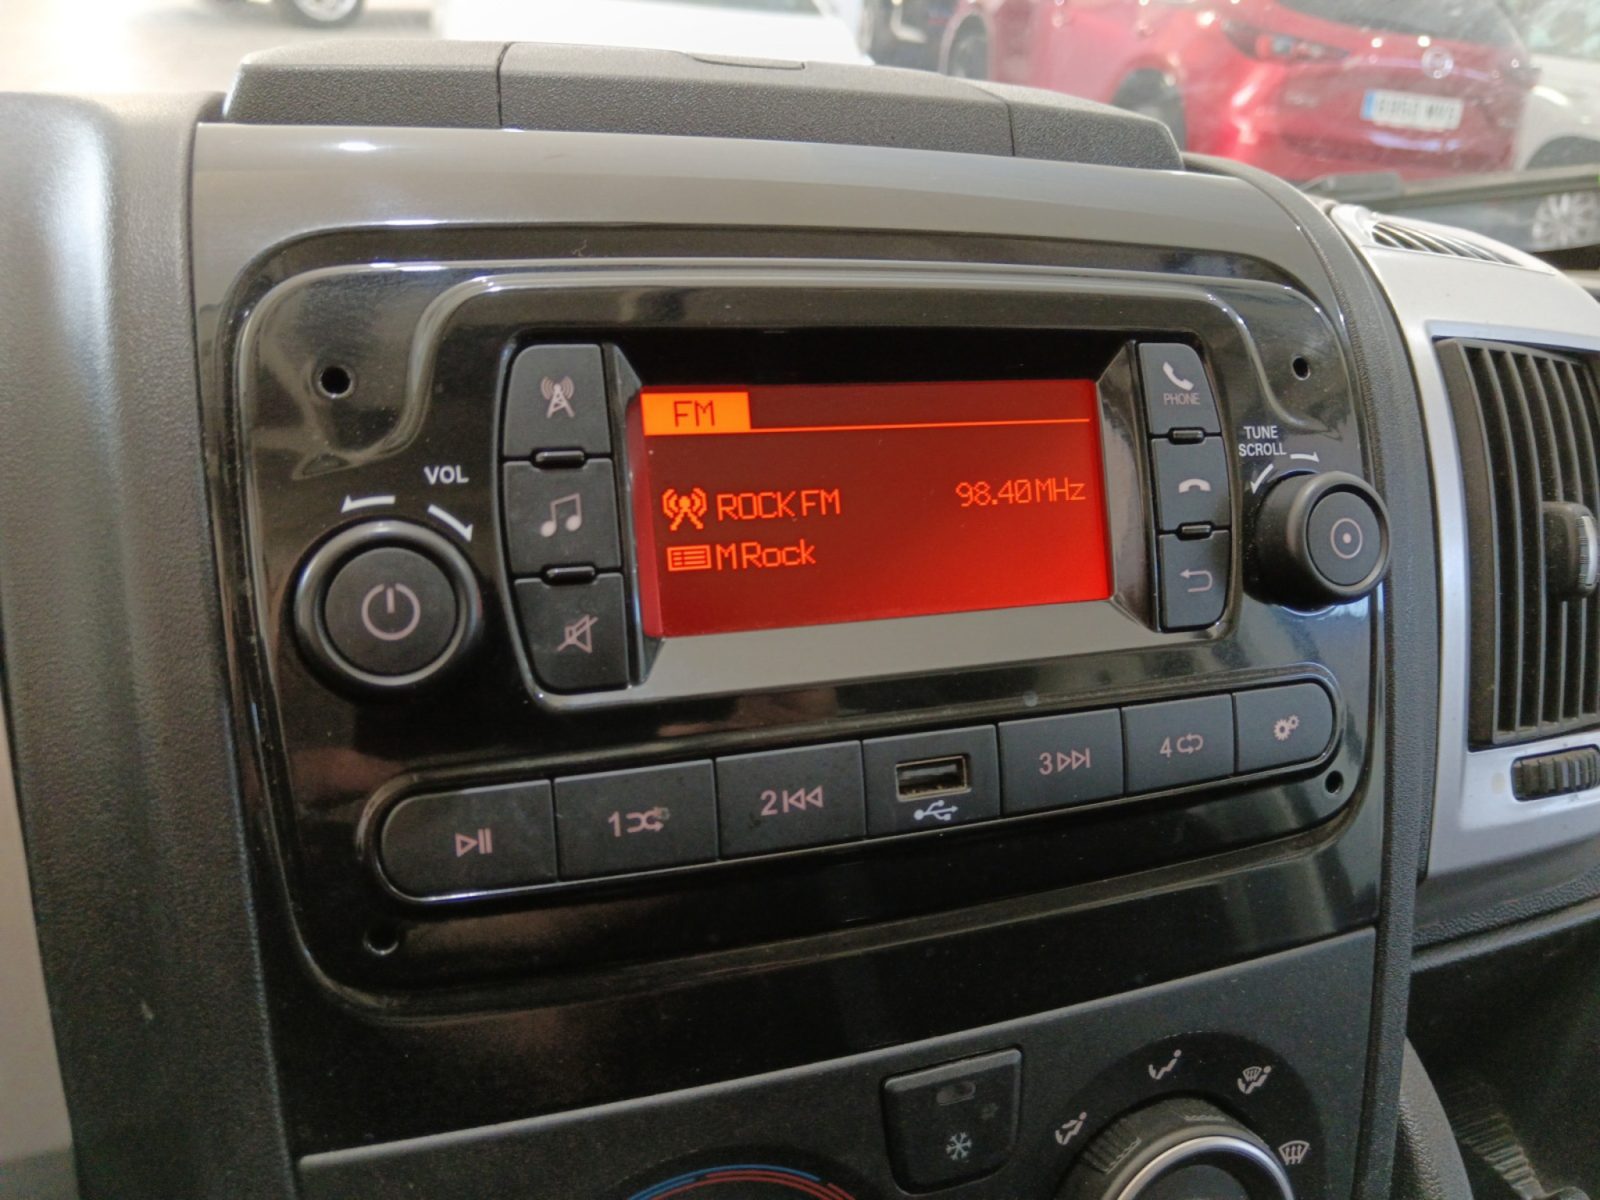 FM
PHONE
VOL
TUNE
SCROLL
ROCK FM 98.40 MHz
M Rock
1
2
3
4